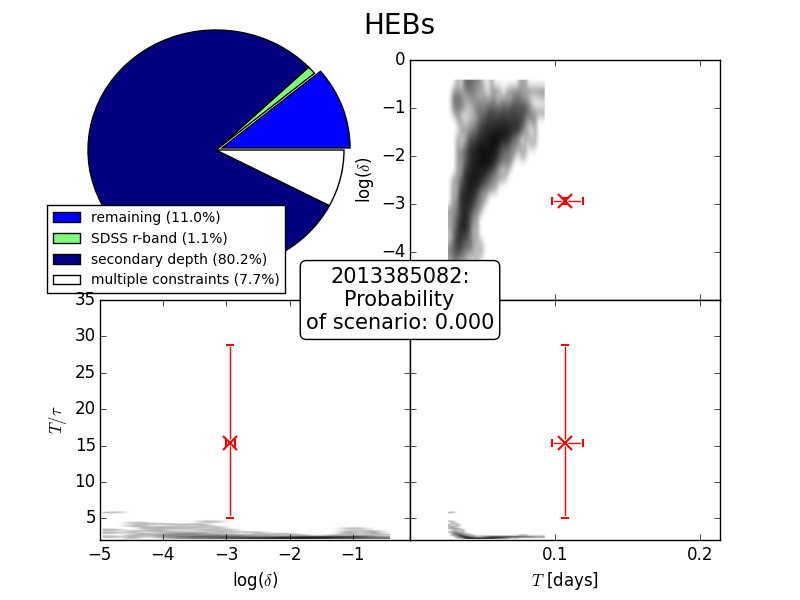 HEBs
remaining (11.0%)
SDSS r-band (1.1%)
secondary depth (80.2%)
multiple constraints (7.7%)
0
−1
−2
−3
−4
log(δ)
2013385082:
Probability
of scenario: 0.000
35
30
25
20
15
10
5
T/τ
−5 −4 −3 −2 −1
log(δ)
0.1 0.2
T [days]